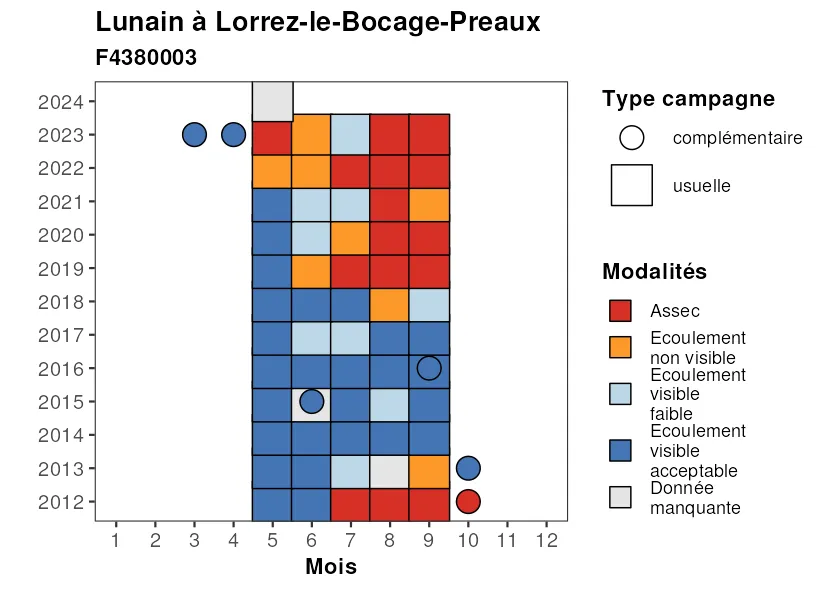 Lunain à Lorrez-le-Bocage-Preaux
F4380003
2024
2023
2022
2021
2020
2019
2018
2017
2016
2015
2014
2013
2012
1 2 3 4 5 6 7 8 9 10 11 12
Mois
Type campagne
complémentaire
usuelle
Modalités
Assec
Ecoulement
non visible
Ecoulement
visible
faible
Ecoulement
visible
acceptable
Donnée
manquante